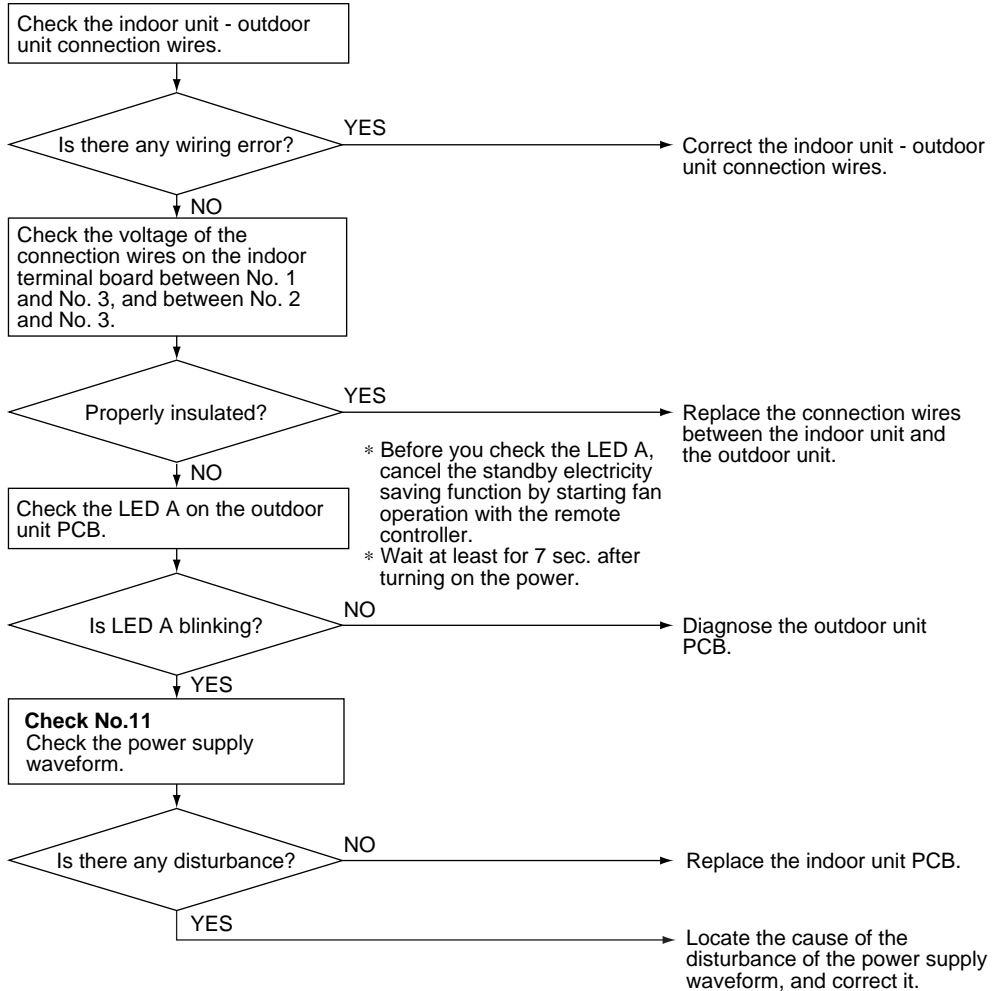 Check the indoor unit - outdoor
unit connection wires.
Is there any wiring error?
YES
Correct the indoor unit - outdoor
unit connection wires.
NO
Check the voltage of the
connection wires on the indoor
terminal board between No. 1
and No. 3, and between No. 2
and No. 3.
Properly insulated?
YES
Replace the connection wires
between the indoor unit and
the outdoor unit.
NO
∗ Before you check the LED A,
cancel the standby electricity
saving function by starting fan
operation with the remote
controller.
∗ Wait at least for 7 sec. after
turning on the power.
Check the LED A on the outdoor
unit PCB.
Is LED A blinking?
NO
Diagnose the outdoor unit
PCB.
YES
Check No.11
Check the power supply
waveform.
Is there any disturbance?
NO
Replace the indoor unit PCB.
YES
Locate the cause of the
disturbance of the power supply
waveform, and correct it.